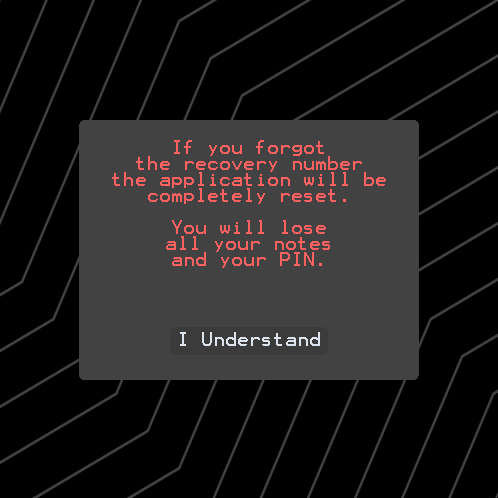 If you forgot
the recovery number
the application will be
completely reset.
You will lose
all your notes
and your PIN.
I Understand